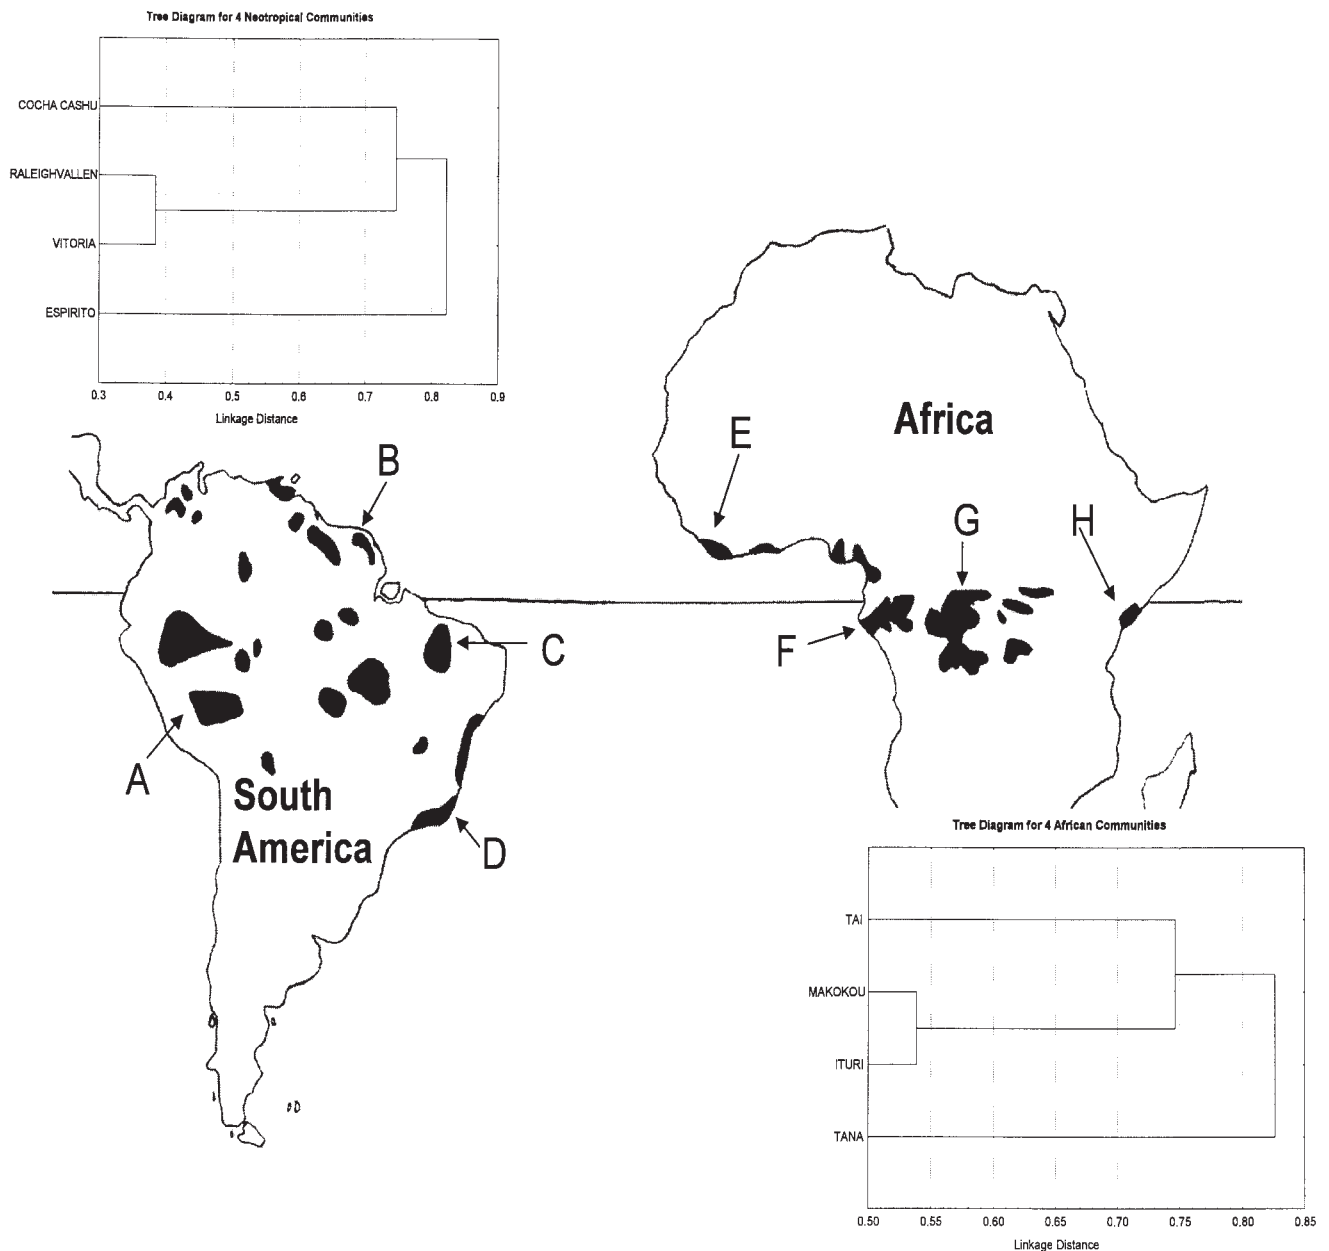 Tree Diagram for 4 Neotropical Communities
COCHA CASHU
RALEIGHVALLEN
VITORIA
ESPIRITO
0.3 0.4 0.5 0.6 0.7 0.8 0.9
Linkage Distance
B
E
Africa
G
H
F
C
A
South
America
D
Tree Diagram for 4 African Communities
TAI
MAKOKOU
ITURI
TANA
0.50 0.55 0.60 0.65 0.70 0.75 0.80 0.85
Linkage Distance